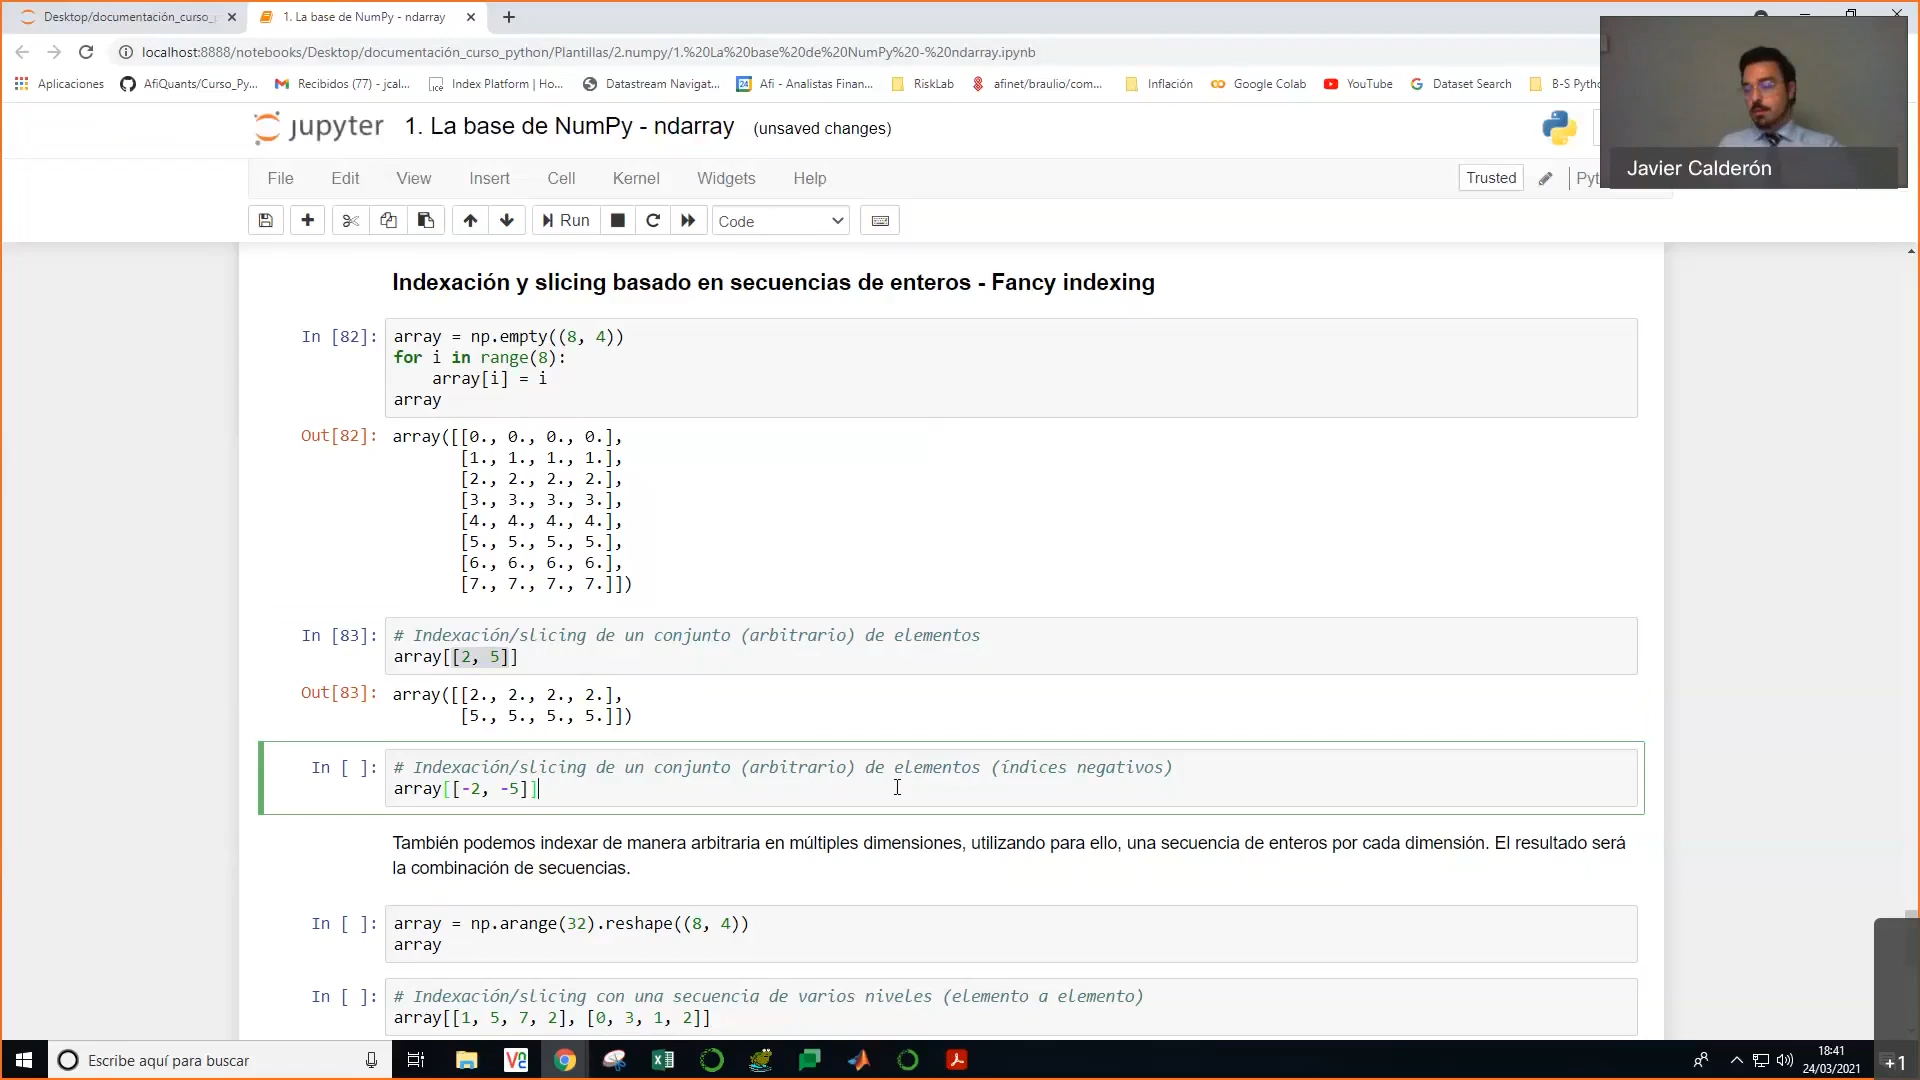 Desktop/documentación_curso_p
1. La base de NumPy - ndarray
localhost:8888/notebooks/Desktop/documentación_curso_python/Plantillas/2.numpy/1.%20La%20base%20de%20NumPy%20-%20ndarray.ipynb
Aplicaciones
AfiQuants/Curso_Py...
Recibidos (77) - jcal...
Index Platform | Ho...
Datastream Navigat...
Afi - Analistas Finan...
RiskLab
afinet/braulio/com...
Inflación
Google Colab
YouTube
Dataset Search
B-S Pytho
jupyter 1. La base de NumPy - ndarray (unsaved changes)
Javier Calderón
File Edit View Insert Cell Kernel Widgets Help
Trusted
Pyt
Run
Code
Indexación y slicing basado en secuencias de enteros - Fancy indexing
In [82]: array = np.empty((8, 4))
for i in range(8):
array[i] = i
array
Out[82]: array([[0., 0., 0., 0.],
[1., 1., 1., 1.],
[2., 2., 2., 2.],
[3., 3., 3., 3.],
[4., 4., 4., 4.],
[5., 5., 5., 5.],
[6., 6., 6., 6.],
[7., 7., 7., 7.]])
In [83]: # Indexación/slicing de un conjunto (arbitrario) de elementos
array[[2, 5]]
Out[83]: array([[2., 2., 2., 2.],
[5., 5., 5., 5.]])
In [ ]: # Indexación/slicing de un conjunto (arbitrario) de elementos (índices negativos)
array[[-2, -5]]
También podemos indexar de manera arbitraria en múltiples dimensiones, utilizando para ello, una secuencia de enteros por cada dimensión. El resultado será
la combinación de secuencias.
In [ ]: array = np.arange(32).reshape((8, 4))
array
In [ ]: # Indexación/slicing con una secuencia de varios niveles (elemento a elemento)
array[[1, 5, 7, 2], [0, 3, 1, 2]]
Escribe aquí para buscar
18:41
24/03/2021
+1